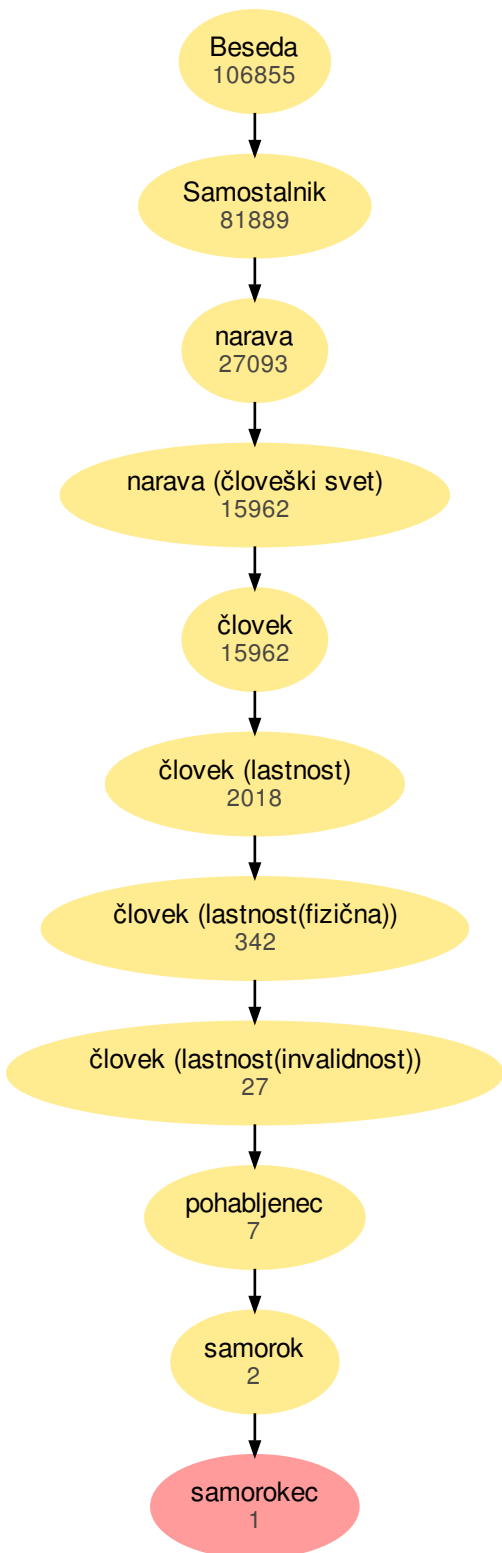 Beseda
106855
Samostalnik
81889
narava
27093
narava (človeški svet)
15962
človek
15962
človek (lastnost)
2018
človek (lastnost(fizična))
342
človek (lastnost(invalidnost))
27
pohabljenec
7
samorok
2
samorokec
1